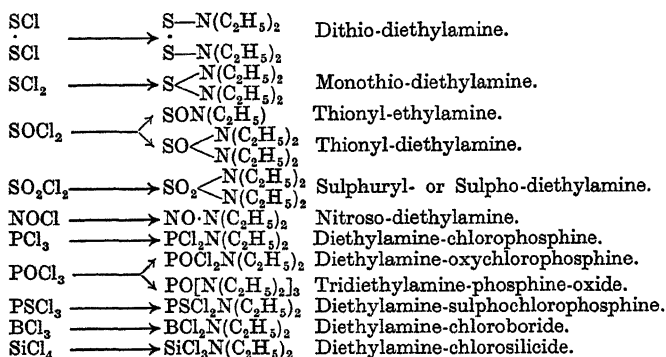 SCl S—N(C₂H₅)₂
· ⟶ · Dithio-diethylamine.
SCl S—N(C₂H₅)₂
SCl₂ ⟶ S<N(C₂H₅)₂ N(C₂H₅)₂ Monothio-diethylamine.
SOCl₂ ↗ SON(C₂H₅) Thionyl-ethylamine.
↘ SO<N(C₂H₅)₂ N(C₂H₅)₂ Thionyl-diethylamine.
SO₂Cl₂ ⟶ SO₂<N(C₂H₅)₂ N(C₂H₅)₂ Sulphuryl- or Sulpho-diethylamine.
NOCl ⟶ NO·N(C₂H₅)₂ Nitroso-diethylamine.
PCl₃ ⟶ PCl₂N(C₂H₅)₂ Diethylamine-chlorophosphine.
POCl₃ ↗ POCl₂N(C₂H₅)₂ Diethylamine-oxychlorophosphine.
↘ PO[N(C₂H₅)₂]₃ Tridiethylamine-phosphine-oxide.
PSCl₃ ⟶ PSCl₂N(C₂H₅)₂ Diethylamine-sulphochlorophosphine.
BCl₃ ⟶ BCl₂N(C₂H₅)₂ Diethylamine-chloroboride.
SiCl₄ ⟶ SiCl₃N(C₂H₅)₂ Diethylamine-chlorosilicide.